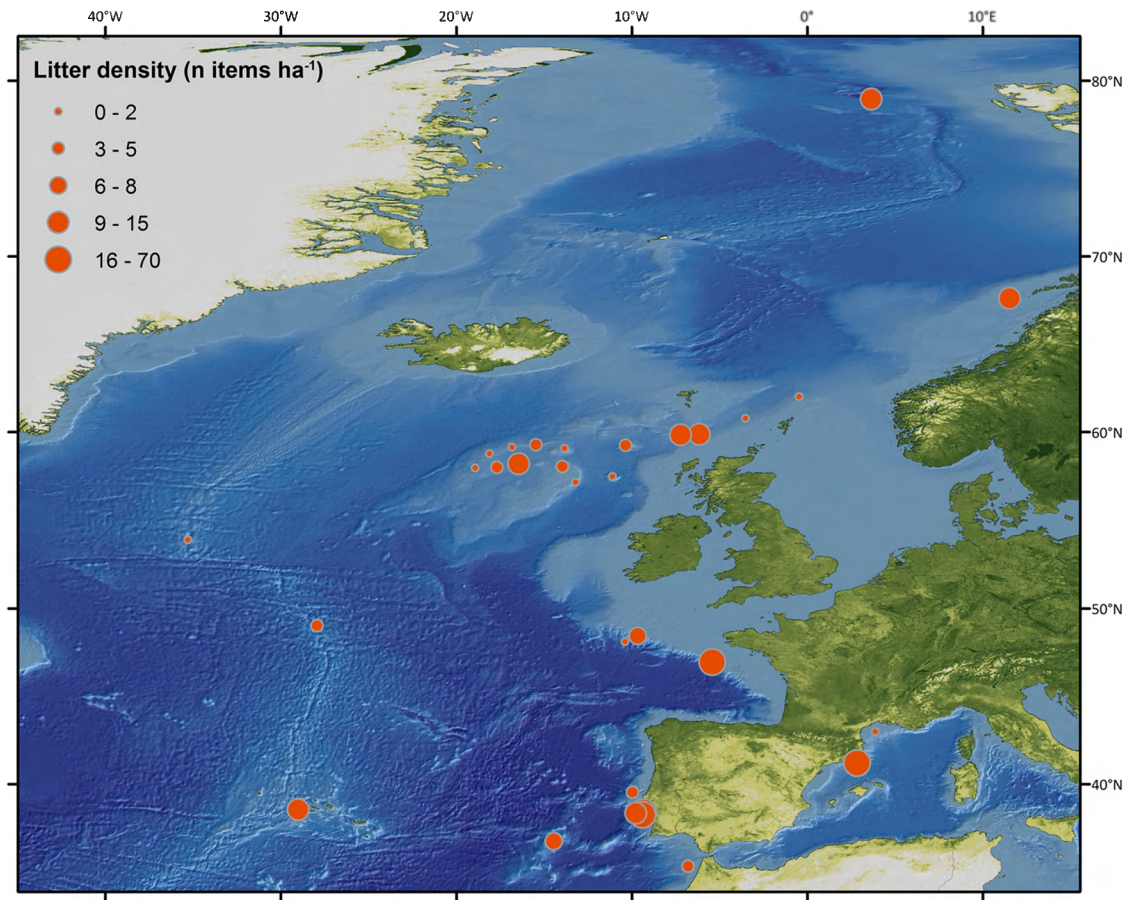 40°W 30°W 20°W 10°W 0° 10°E
Litter density (n items ha⁻¹)
0 - 2
3 - 5
6 - 8
9 - 15
16 - 70
80°N
70°N
60°N
50°N
40°N